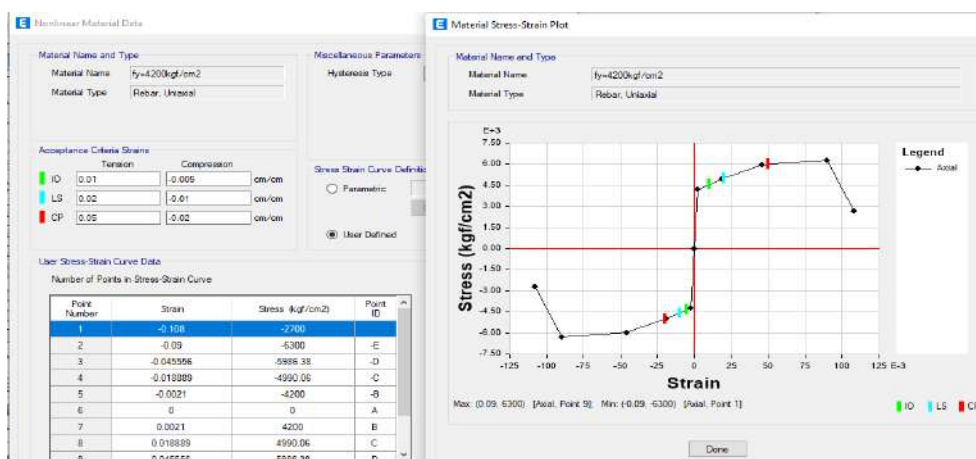 Nonlinear Material Data
Material Name and Type
Material Name fy=4200kgf/cm2
Material Type Rebar, Uniaxial
Miscellaneous Parameters
Hysteresis Type
Acceptance Criteria Strains
Tension Compression
IO 0.01 -0.005 cm/cm
LS 0.02 -0.01 cm/cm
CP 0.05 -0.02 cm/cm
Stress Strain Curve Definiti
Parametric
User Defined
User Stress-Strain Curve Data
Number of Points in Stress-Strain Curve
Point Number Strain Stress (kgf/cm2) Point ID
1 -0.108 -2700
2 -0.09 -6300 -E
3 -0.045556 -5986.38 -D
4 -0.018889 -4990.06 -C
5 -0.0021 -4200 -B
6 0 0 A
7 0.0021 4200 B
8 0.018889 4990.06 C
Material Stress-Strain Plot
Material Name and Type
Material Name fy=4200kgf/cm2
Material Type Rebar, Uniaxial
E+3
7.50
6.00
4.50
3.00
1.50
0.00
-1.50
-3.00
-4.50
-6.00
-7.50
Stress (kgf/cm2)
-125 -100 -75 -50 -25 0 25 50 75 100 125 E-3
Strain
Legend
Axial
Max: (0.09, 6300) [Axial, Point 9]; Min: (-0.09, -6300) [Axial, Point 1]
IO LS CP
Done